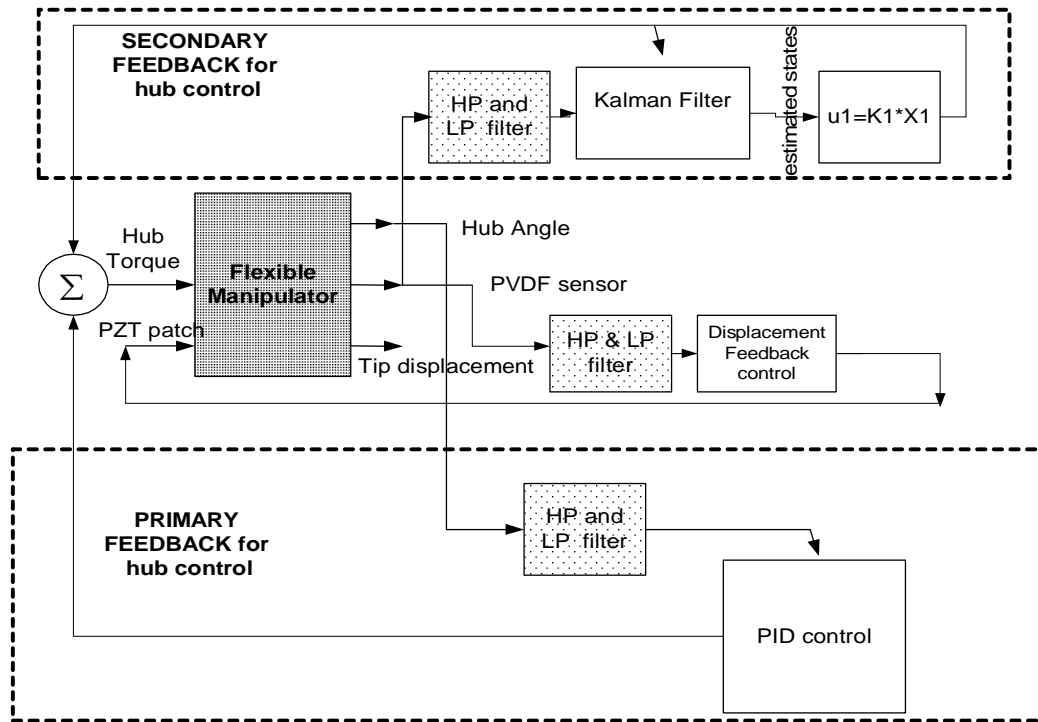 SECONDARY
FEEDBACK for
hub control
HP and
LP filter
Kalman Filter
estimated states
u1=K1*X1
Hub
Torque
Σ
Flexible
Manipulator
Hub Angle
PVDF sensor
PZT patch
Tip displacement
HP & LP
filter
Displacement
Feedback
control
PRIMARY
FEEDBACK for
hub control
HP and
LP filter
PID control